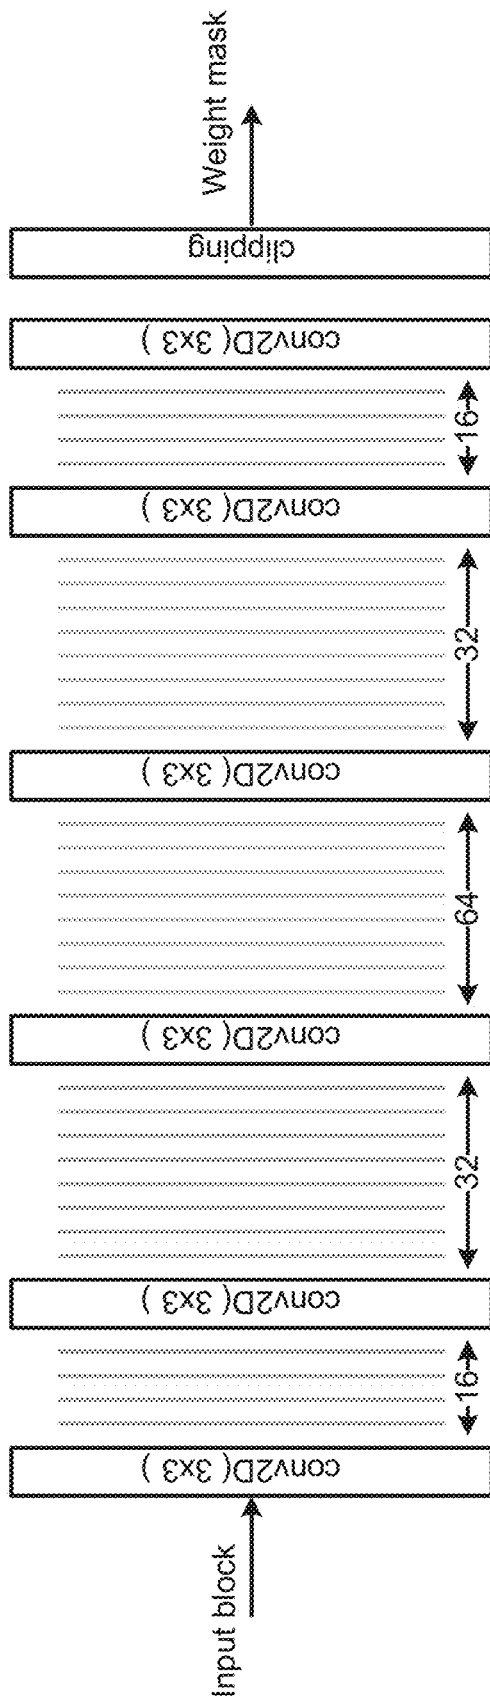 Input block
conv2D( 3x3 )
16
conv2D( 3x3 )
32
conv2D( 3x3 )
64
conv2D( 3x3 )
32
conv2D( 3x3 )
16
conv2D( 3x3 )
clipping
Weight mask